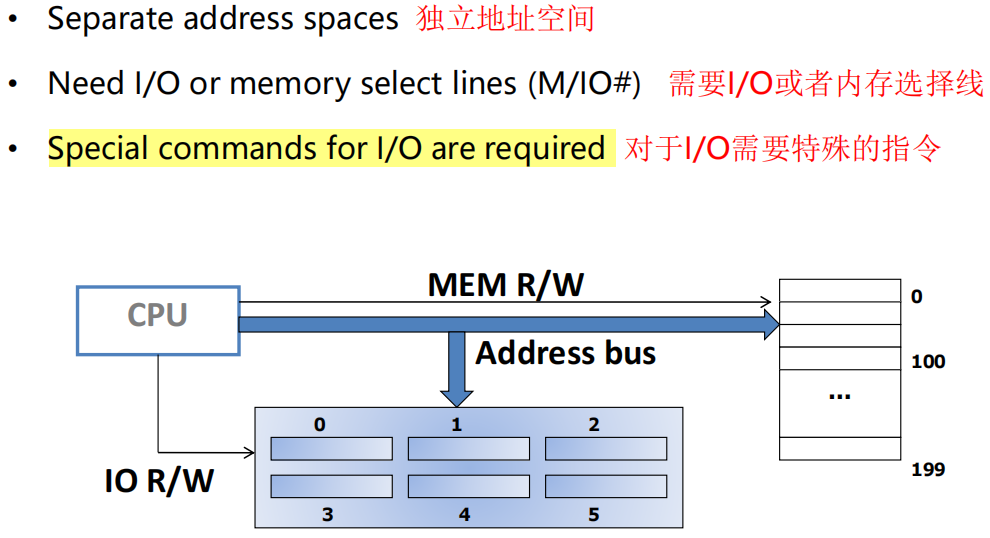 • Separate address spaces 独立地址空间
• Need I/O or memory select lines (M/IO#) 需要I/O或者内存选择线
• Special commands for I/O are required 对于I/O需要特殊的指令
MEM R/W
CPU
0
Address bus
100
...
0 1 2
199
IO R/W
3 4 5